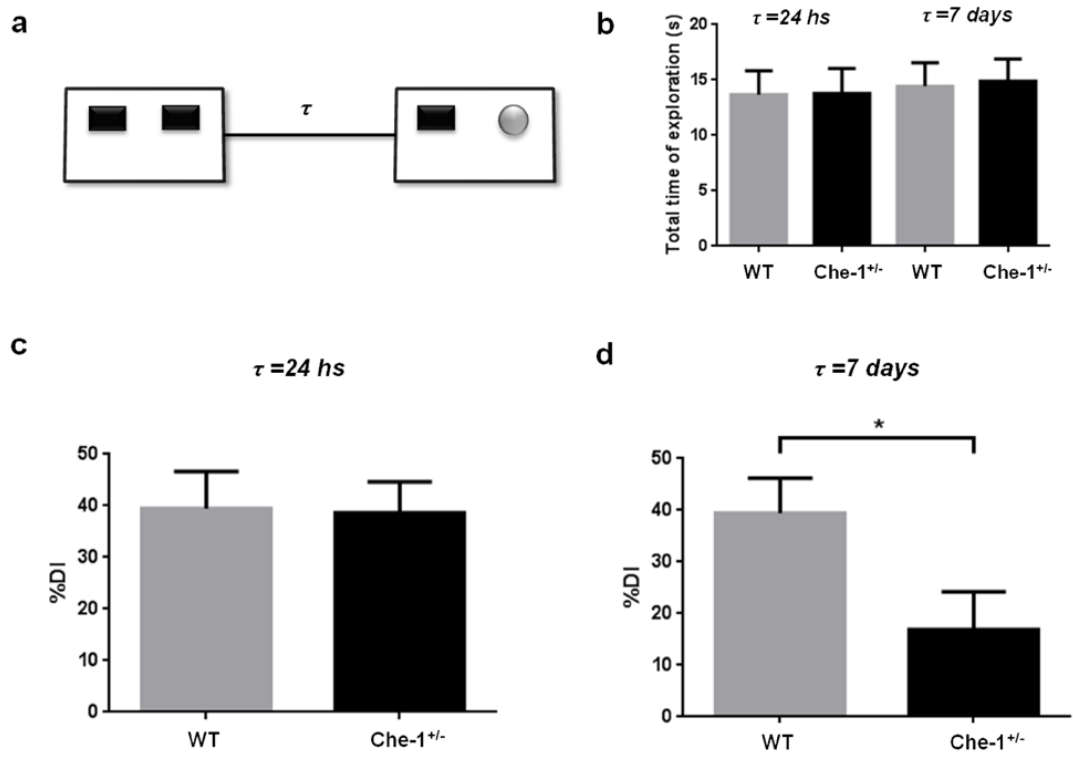 a
τ
b
τ =24 hs τ =7 days
Total time of exploration (s)
20
15
10
5
0
WT Che-1+/- WT Che-1+/-
c
τ =24 hs
%DI
50
40
30
20
10
0
WT Che-1+/-
d
τ =7 days
*
%DI
50
40
30
20
10
0
WT Che-1+/-